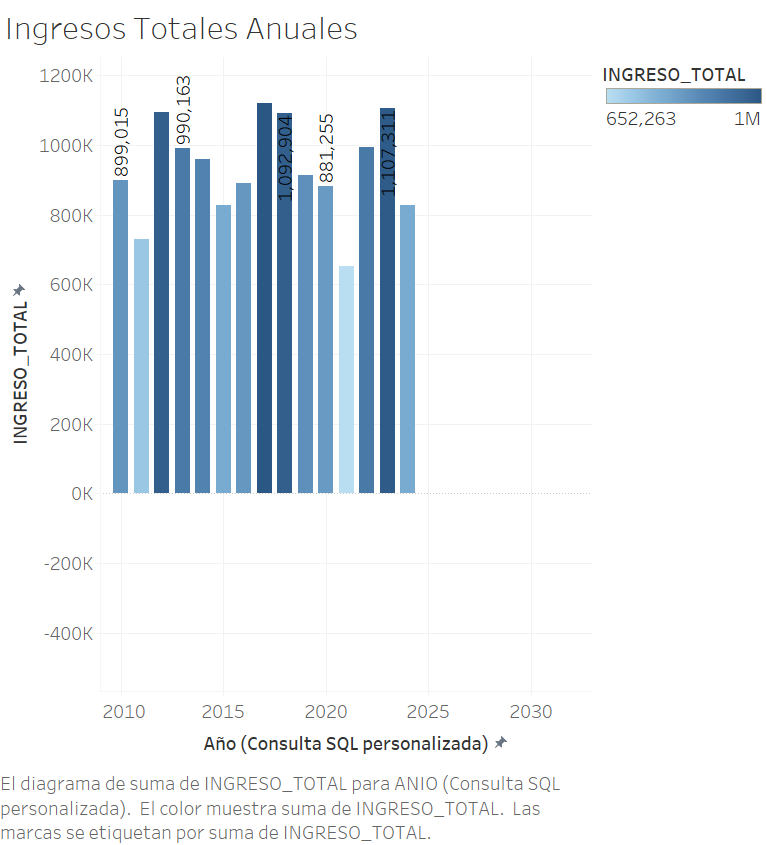 Ingresos Totales Anuales
INGRESO_TOTAL
652,263 1M
1200K
1000K
800K
600K
400K
200K
0K
-200K
-400K
INGRESO_TOTAL
899,015
990,163
1,092,904
881,255
1,107,311
2010 2015 2020 2025 2030
Año (Consulta SQL personalizada)
El diagrama de suma de INGRESO_TOTAL para ANIO (Consulta SQL
personalizada).  El color muestra suma de INGRESO_TOTAL.  Las
marcas se etiquetan por suma de INGRESO_TOTAL.